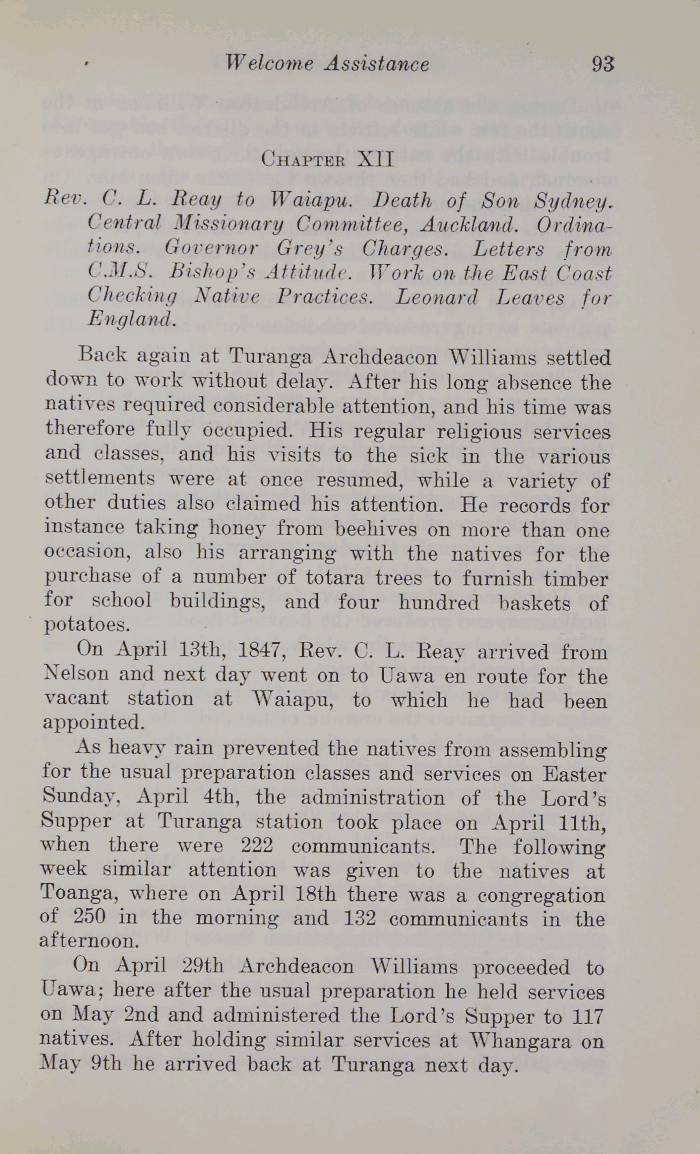 Welcome Assistance 93
CHAPTER XII
Rev. C. L. Reay to Waiapu. Death of Son Sydney.
Central Missionary Committee, Auckland. Ordina-
tions. Governor Grey's Charges. Letters from
C.M.S. Bishop's Attitude. Work on the East Coast
Checking Native Practices. Leonard Leaves for
England.
Back again at Turanga Archdeacon Williams settled
down to work without delay. After his long absence the
natives required considerable attention, and his time was
therefore fully occupied. His regular religious services
and classes, and his visits to the sick in the various
settlements were at once resumed, while a variety of
other duties also claimed his attention. He records for
instance taking honey from beehives on more than one
occasion, also his arranging with the natives for the
purchase of a number of totara trees to furnish timber
for school buildings, and four hundred baskets of
potatoes.
On April 13th, 1847, Rev. C. L. Reay arrived from
Nelson and next day went on to Uawa en route for the
vacant station at Waiapu, to which he had been
appointed.
As heavy rain prevented the natives from assembling
for the usual preparation classes and services on Easter
Sunday, April 4th, the administration of the Lord's
Supper at Turanga station took place on April 11th,
when there were 222 communicants. The following
week similar attention was given to the natives at
Toanga, where on April 18th there was a congregation
of 250 in the morning and 132 communicants in the
afternoon.
On April 29th Archdeacon Williams proceeded to
Uawa; here after the usual preparation he held services
on May 2nd and administered the Lord's Supper to 117
natives. After holding similar services at Whangara on
May 9th he arrived back at Turanga next day.